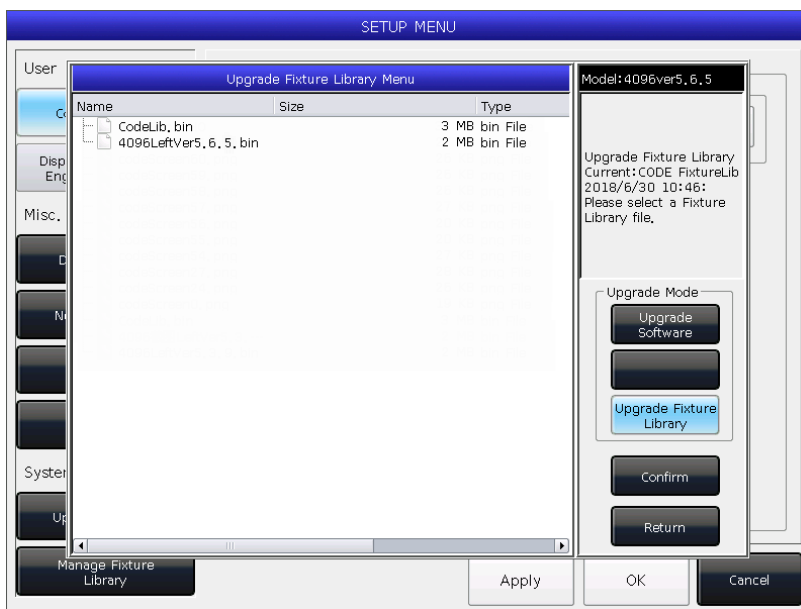 SETUP MENU
User
Upgrade Fixture Library Menu
Model:4096ver5.6.5
Name Size Type
CodeLib.bin 3 MB bin File
4096LeftVer5.6.5.bin 2 MB bin File
Disp
Eng
Upgrade Fixture Library
Current:CODE FixtureLib
2018/6/30 10:46:
Please select a Fixture
Library file.
Misc.
Upgrade Mode
Upgrade
Software
Upgrade Fixture
Library
System
Confirm
Return
Manage Fixture
Library
Apply OK Cancel